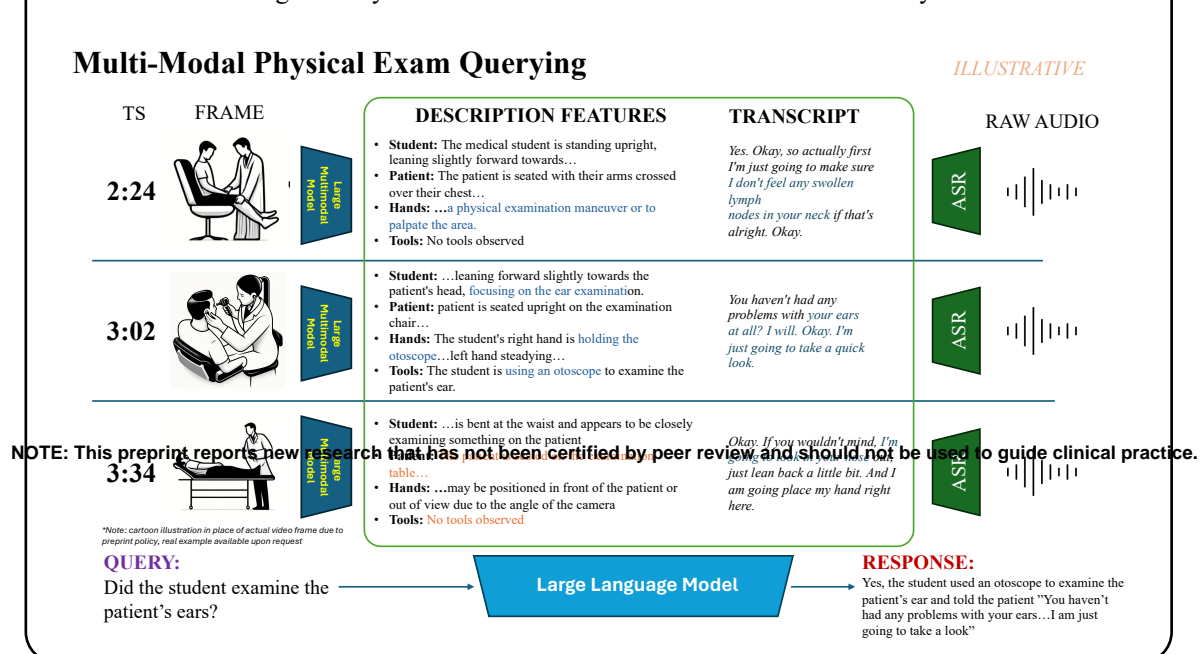 Multi-Modal Physical Exam Querying
ILLUSTRATIVE
TS
FRAME
DESCRIPTION FEATURES
TRANSCRIPT
RAW AUDIO
2:24
Large
Multimodal
Model
• Student: The medical student is standing upright,
leaning slightly forward towards…
• Patient: The patient is seated with their arms crossed
over their chest…
• Hands: …a physical examination maneuver or to
palpate the area.
• Tools: No tools observed
Yes. Okay, so actually first
I'm just going to make sure
I don't feel any swollen
lymph
nodes in your neck if that's
alright. Okay.
ASR
3:02
Large
Multimodal
Model
• Student: …leaning forward slightly towards the
patient's head, focusing on the ear examination.
• Patient: patient is seated upright on the examination
chair…
• Hands: The student's right hand is holding the
otoscope…left hand steadying…
• Tools: The student is using an otoscope to examine the
patient's ear.
You haven't had any
problems with your ears
at all? I will. Okay. I'm
just going to take a quick
look.
ASR
3:34
Large
Multimodal
Model
• Student: …is bent at the waist and appears to be closely
examining something on the patient
• Patient:
table…
• Hands: …may be positioned in front of the patient or
out of view due to the angle of the camera
• Tools: No tools observed
Okay. If you wouldn't mind, I'm
going to look in your nose but,
just lean back a little bit. And I
am going place my hand right
here.
ASR
NOTE: This preprint reports new research that has not been certified by peer review and should not be used to guide clinical practice.
*Note: cartoon illustration in place of actual video frame due to
preprint policy, real example available upon request
QUERY:
Did the student examine the
patient's ears?
Large Language Model
RESPONSE:
Yes, the student used an otoscope to examine the
patient's ear and told the patient ”You haven't
had any problems with your ears…I am just
going to take a look”